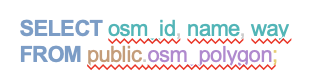 SELECT osm_id, name, way
FROM public.osm_polygon;